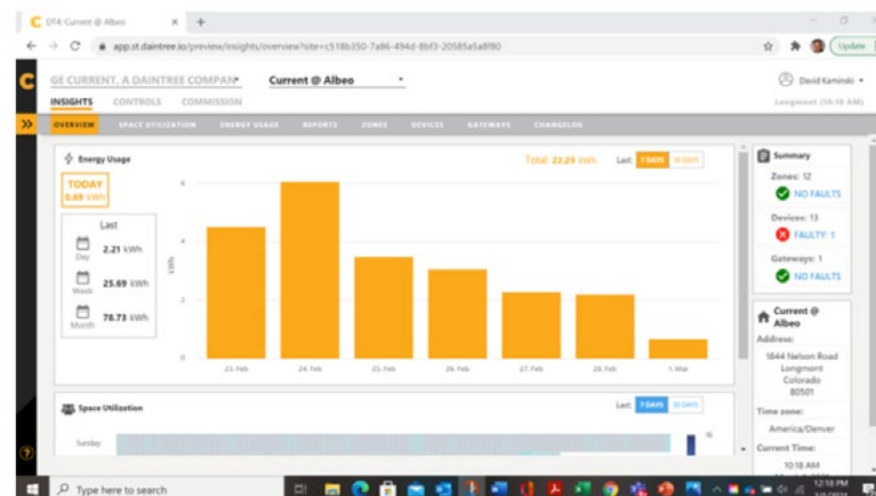 DT4: Current @ Albeo
app.st.daintree.io/preview/insights/overview?site=c518b350-7a86-494d-8bf3-20585a5a8f80
Update
GE CURRENT, A DAINTREE COMPAN
Current @ Albeo
David Kaminski
INSIGHTS CONTROLS COMMISSION
Longmont (10:18 AM)
OVERVIEW SPACE UTILIZATION ENERGY USAGE REPORTS ZONES DEVICES GATEWAYS CHANGELOG
Energy Usage
Total: 22.29 kWh
Last: 7 DAYS 30 DAYS
TODAY
0.69 kWh
Last
2.21 kWh
Day
25.69 kWh
Week
78.73 kWh
Month
kWh
6
4
2
0
23. Feb 24. Feb 25. Feb 26. Feb 27. Feb 28. Feb 1. Mar
Summary
Zones: 12
NO FAULTS
Devices: 13
FAULTY: 1
Gateways: 1
NO FAULTS
Current @
Albeo
Address:
1844 Nelson Road
Longmont
Colorado
80501
Time zone:
America/Denver
Current Time:
10:18 AM
Space Utilization
Last: 7 DAYS 30 DAYS
Sunday
16
Type here to search
12:18 PM
3/1/2021